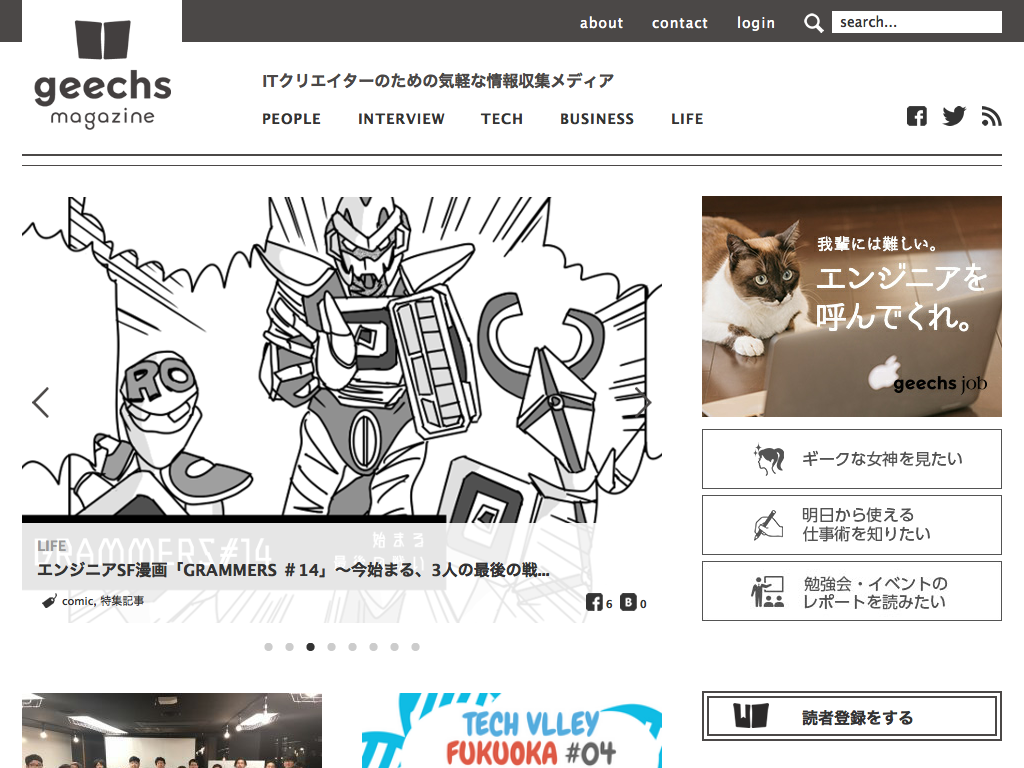 about contact login search...
geechs
magazine
ITクリエイターのための気軽な情報収集メディア
PEOPLE INTERVIEW TECH BUSINESS LIFE
RO
GRAMMERS#14
始まる
最後の戦い
LIFE
エンジニアSF漫画「GRAMMERS ＃14」〜今始まる、3人の最後の戦...
comic, 特集記事
6 B 0
我輩には難しい。
エンジニアを
呼んでくれ。
geechs job
ギークな女神を見たい
明日から使える
仕事術を知りたい
勉強会・イベントの
レポートを読みたい
読者登録をする
TECH VLLEY
FUKUOKA #04